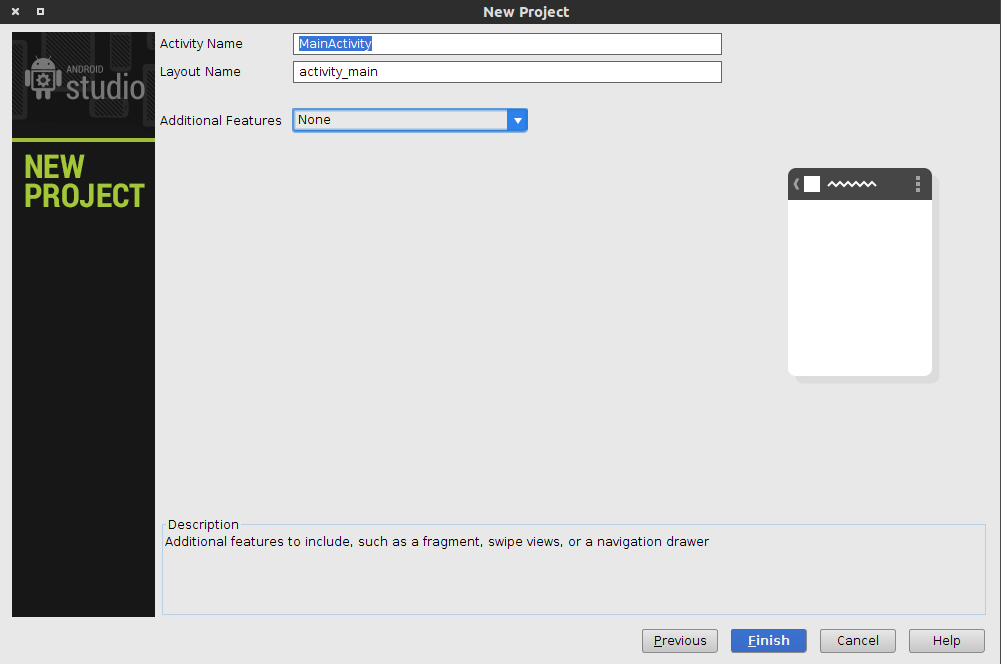 New Project
ANDROID
studio
NEW
PROJECT
Activity Name
MainActivity
Layout Name
activity_main
Additional Features
None
Description
Additional features to include, such as a fragment, swipe views, or a navigation drawer
Previous
Finish
Cancel
Help